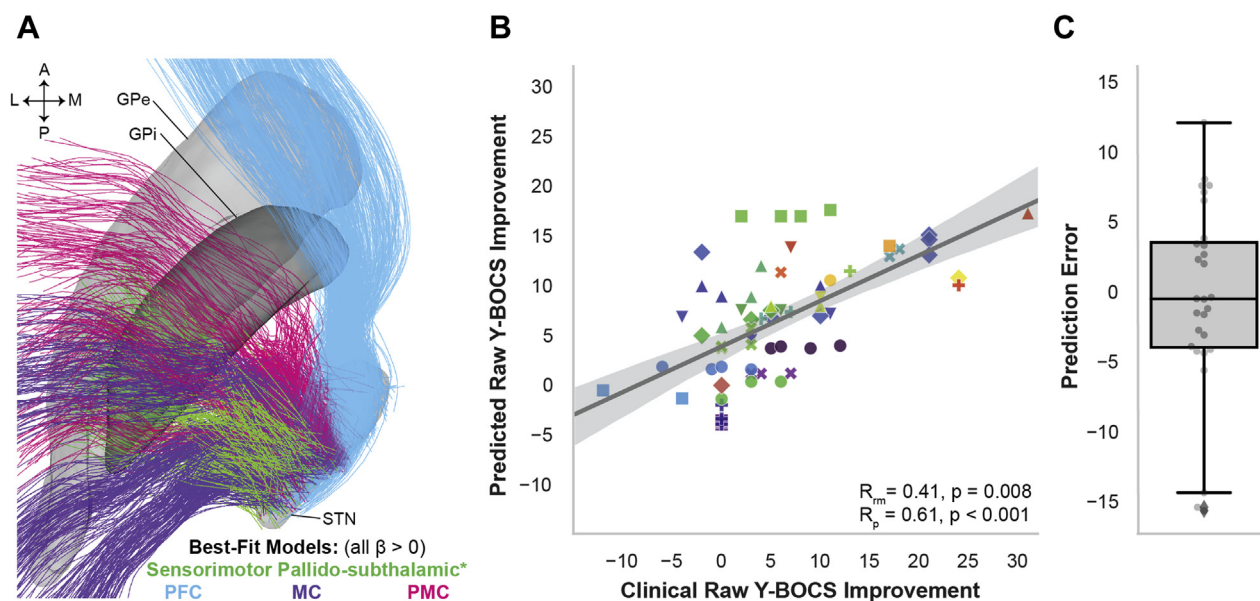 A
B
C
A
L M
P
GPe
GPi
STN
Best-Fit Models: (all β > 0)
Sensorimotor Pallido-subthalamic*
PFC MC PMC
Predicted Raw Y-BOCS Improvement
30
25
20
15
10
5
0
−5
−10
R_rm = 0.41, p = 0.008
R_p = 0.61, p < 0.001
−10 −5 0 5 10 15 20 25 30
Clinical Raw Y-BOCS Improvement
Prediction Error
15
10
5
0
−5
−10
−15